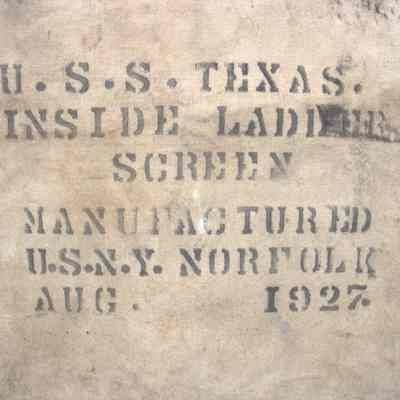 U.S.S. TEXAS.
INSIDE LADDER
SCREEN
MANUFACTURED
U.S.N.Y. NORFOLK
AUG. 1927.